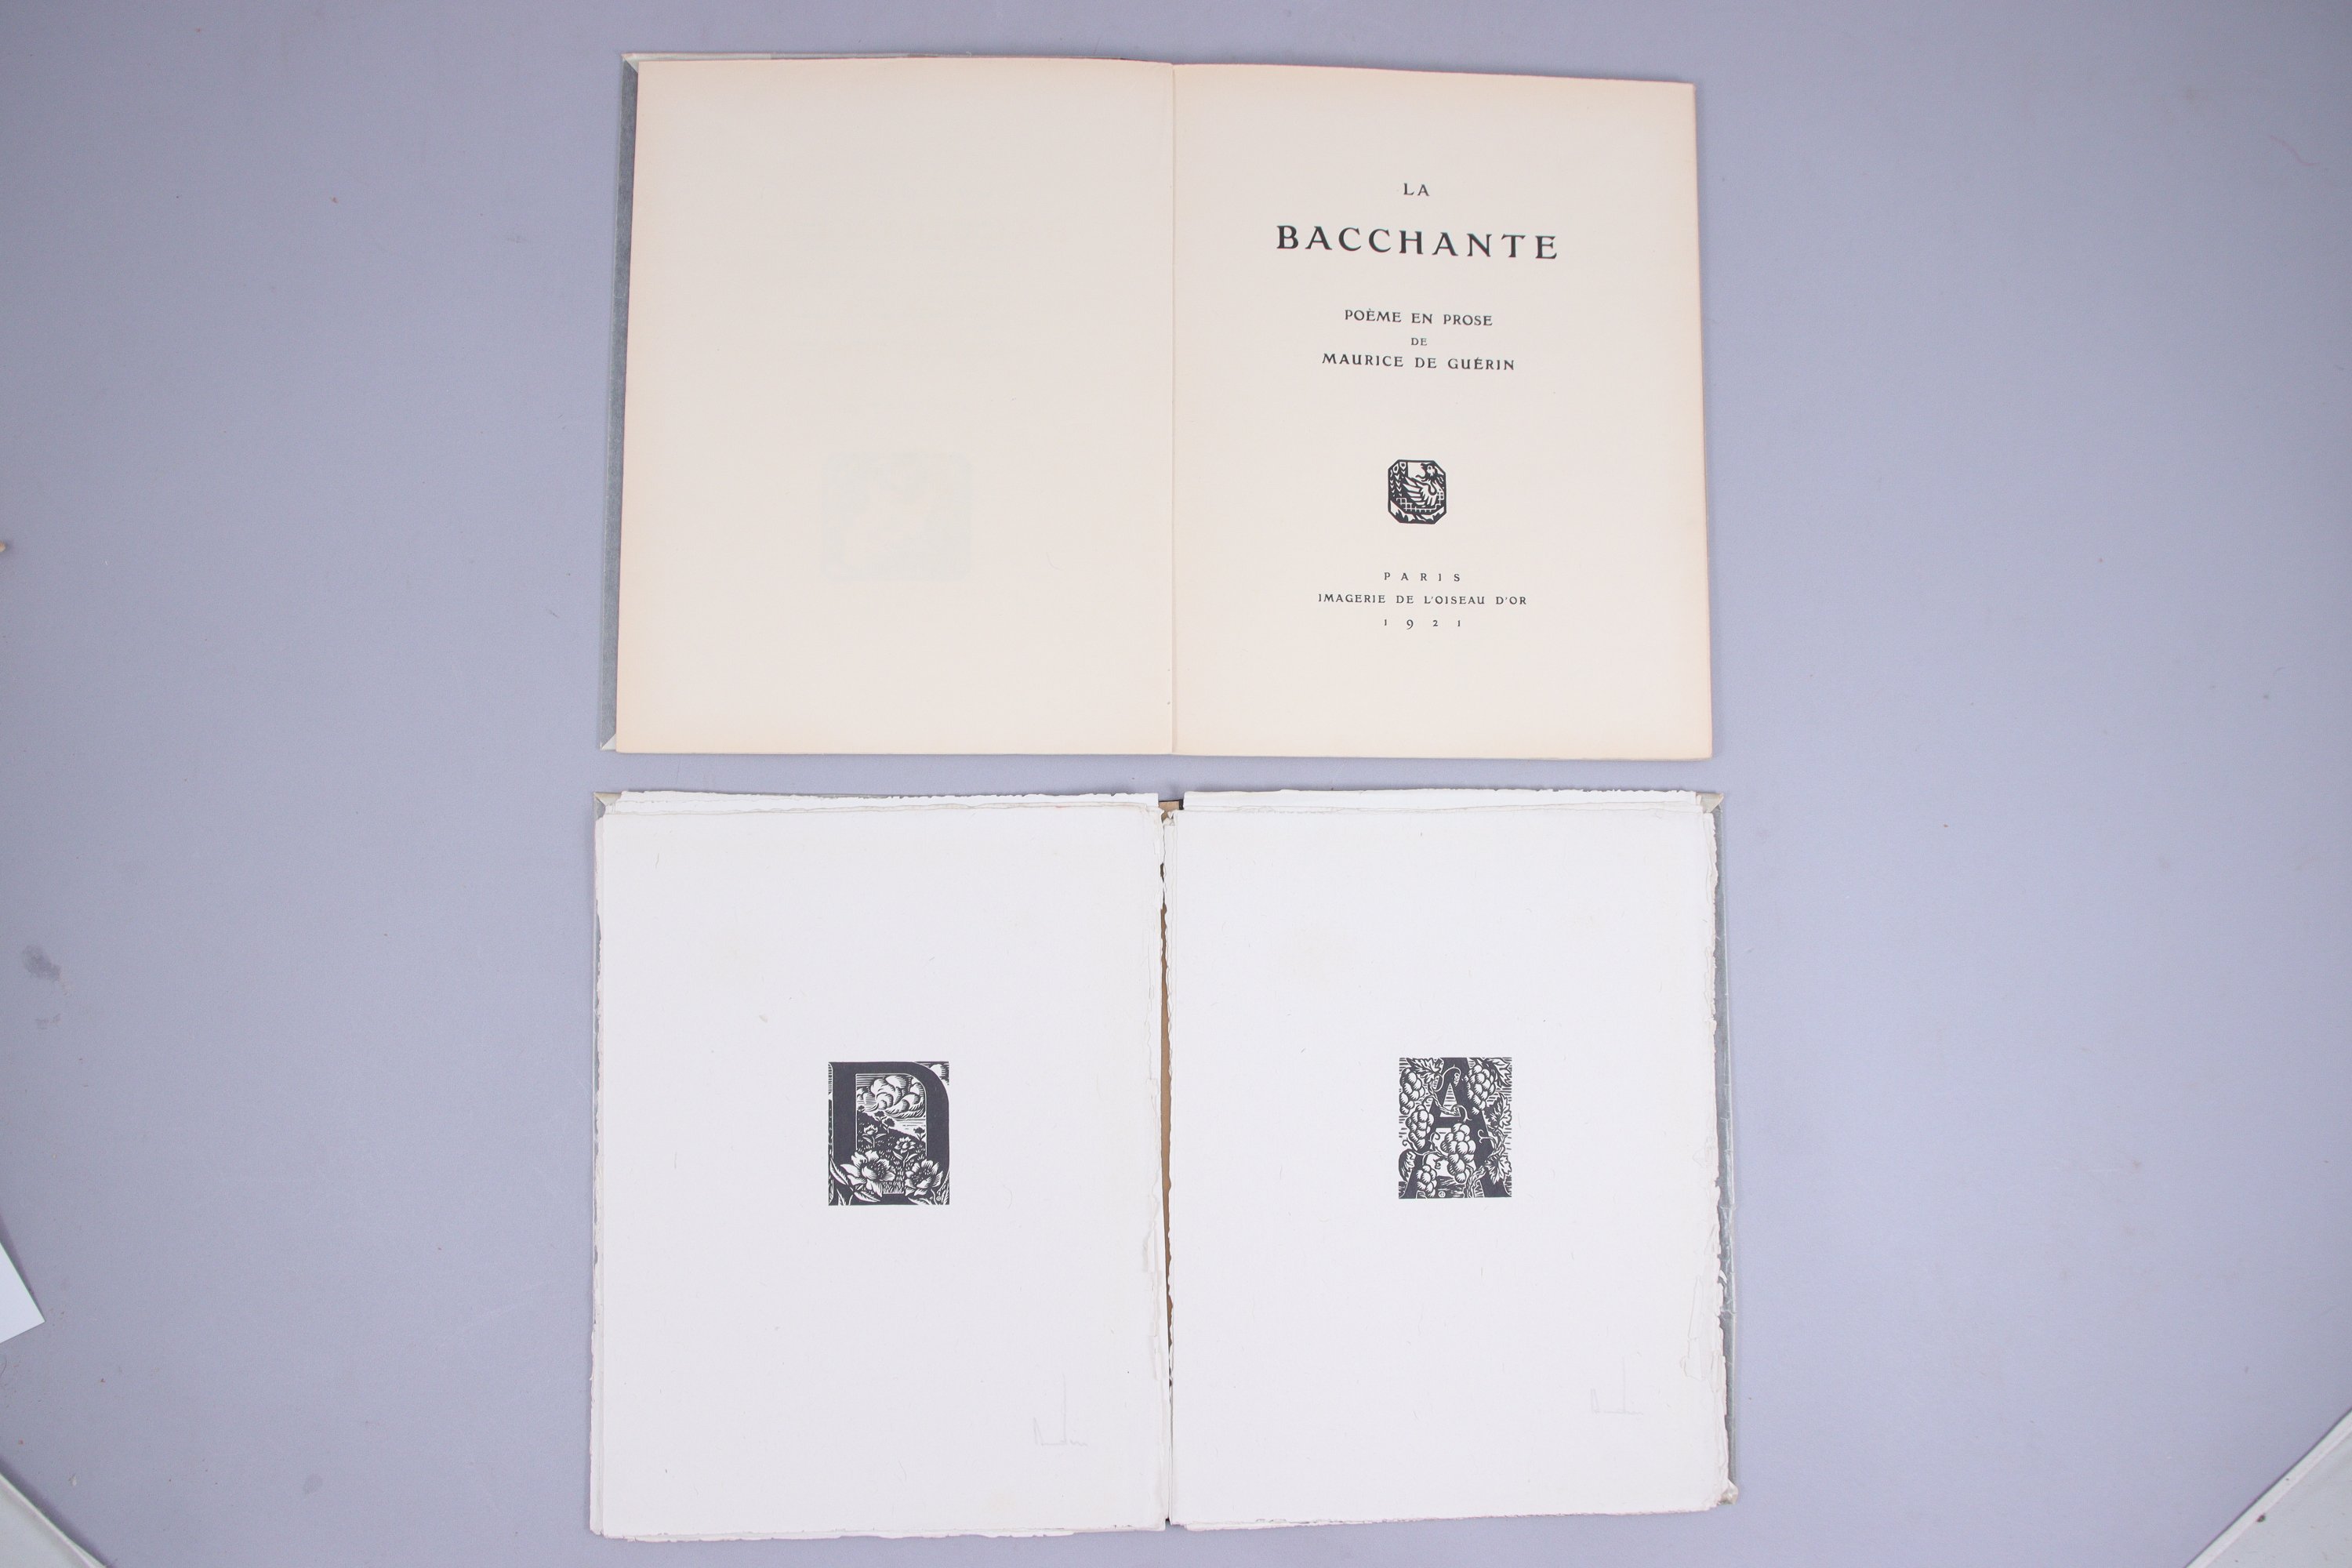 LA
BACCHANTE
POÈME EN PROSE
DE
MAURICE DE GUÉRIN
PARIS
IMAGERIE DE L'OISEAU D'OR
1921
D
A